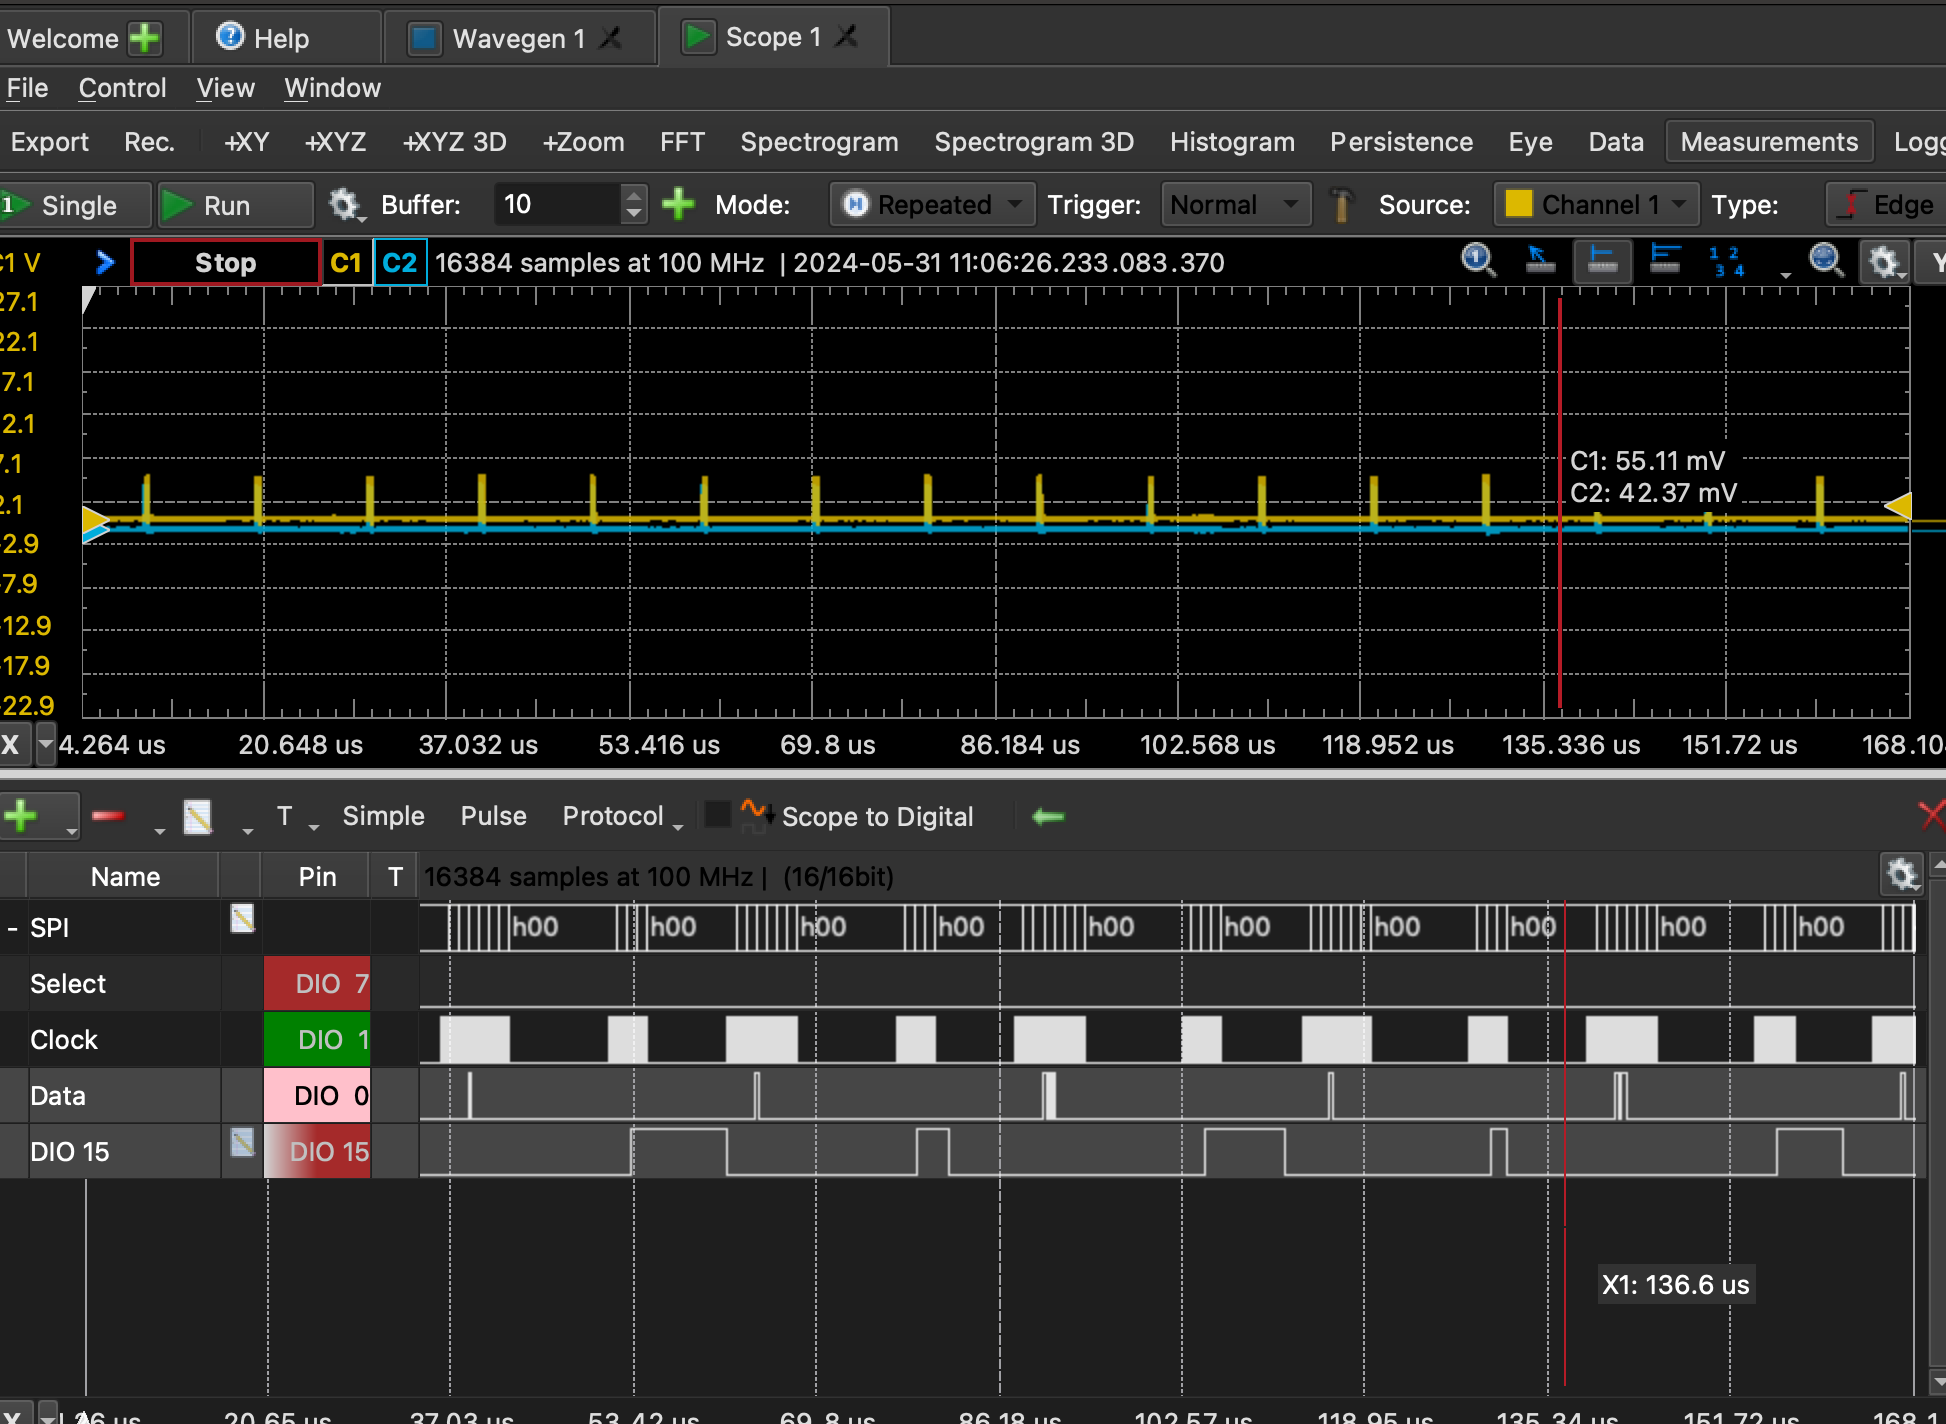 Welcome Help Wavegen 1 Scope 1
File Control View Window
Export Rec. +XY +XYZ +XYZ 3D +Zoom FFT Spectrogram Spectrogram 3D Histogram Persistence Eye Data Measurements Logg
1 Single Run Buffer: 10 Mode: Repeated Trigger: Normal Source: Channel 1 Type: Edge
C1 V Stop C1 C2 16384 samples at 100 MHz | 2024-05-31 11:06:26.233.083.370 1 1 2 3 4 Y
27.1
22.1
7.1
2.1
7.1
C1: 55.11 mV
C2: 42.37 mV
2.1
-2.9
-7.9
-12.9
-17.9
-22.9
X 4.264 us 20.648 us 37.032 us 53.416 us 69.8 us 86.184 us 102.568 us 118.952 us 135.336 us 151.72 us 168.10
T Simple Pulse Protocol Scope to Digital
Name Pin T 16384 samples at 100 MHz | (16/16bit)
- SPI h00 h00 h00 h00 h00 h00 h00 h00 h00 h00
Select DIO 7
Clock DIO 1
Data DIO 0
DIO 15 DIO 15
X1: 136.6 us
X 20.65 us 37.03 us 53.42 us 69.8 us 86.18 us 102.57 us 118.95 us 135.34 us 151.72 us 168.1